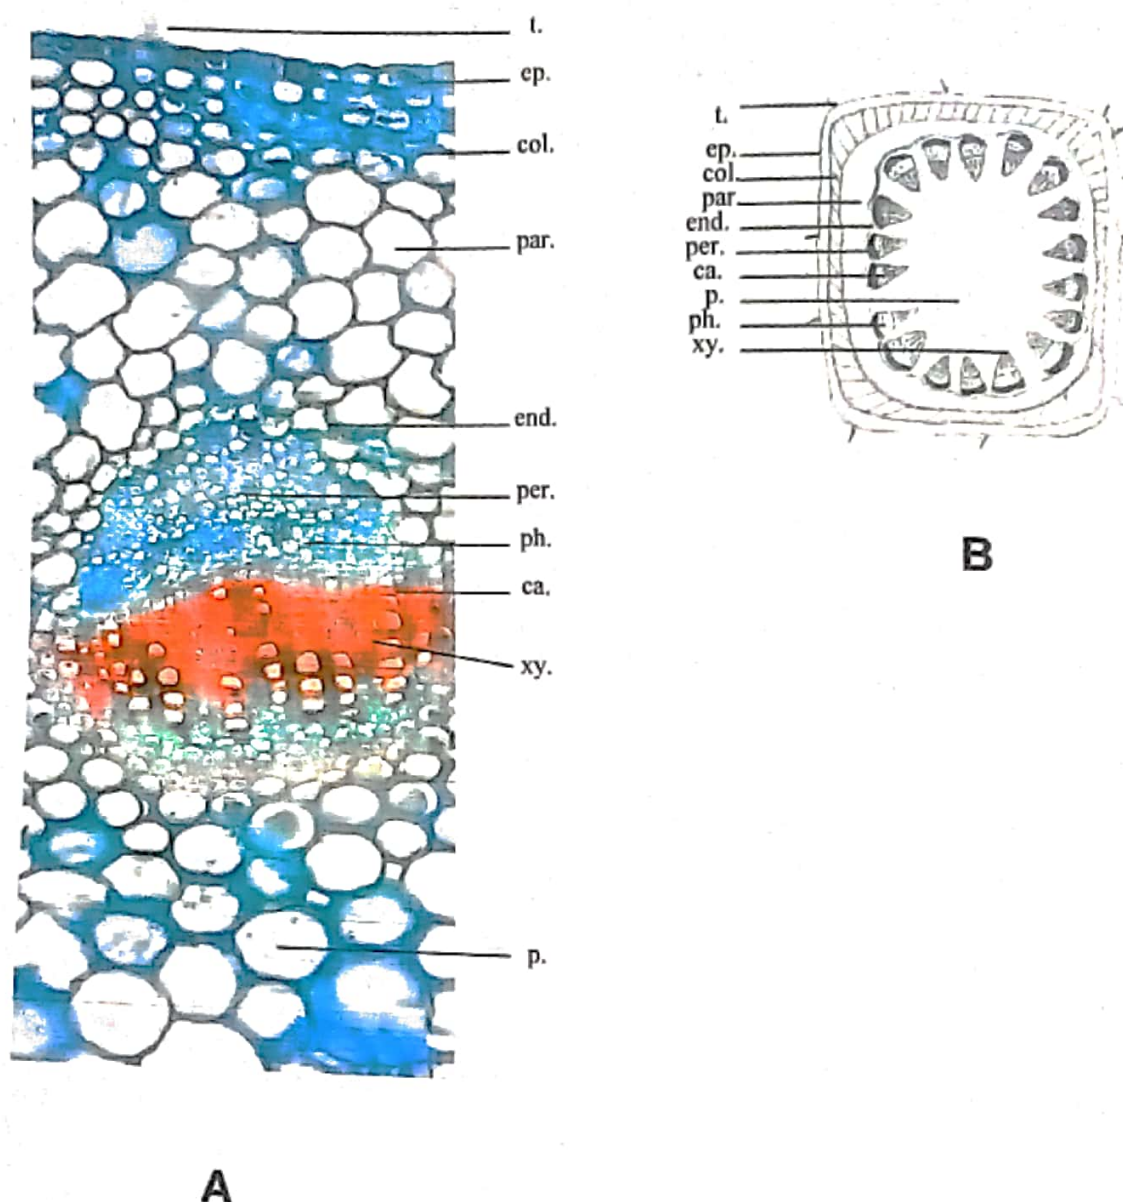 t.
ep.
col.
par.
end.
per.
ph.
ca.
xy.
p.
A
t.
ep.
col
par
end.
per.
ca.
p.
ph.
xy.
B